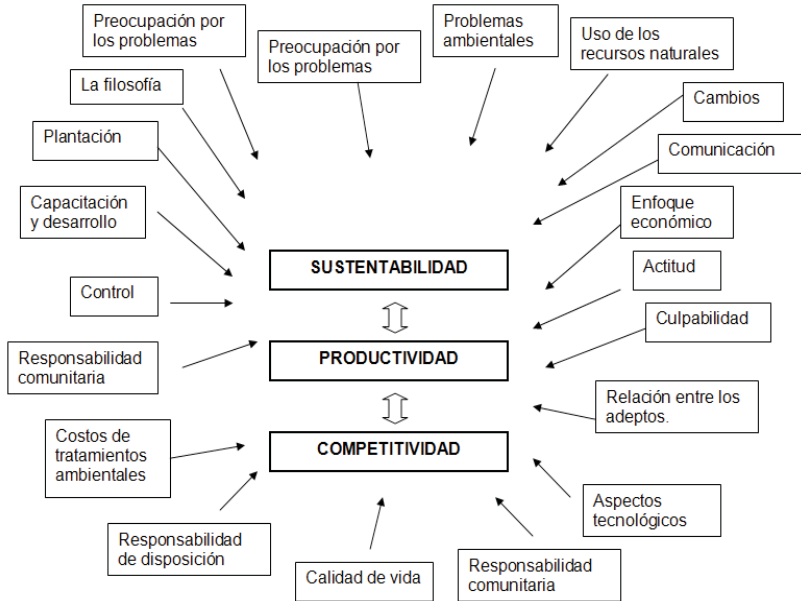 Preocupación por
los problemas
Preocupación por
los problemas
Problemas
ambientales
Uso de los
recursos naturales
La filosofía
Cambios
Plantación
Comunicación
Capacitación
y desarrollo
Enfoque
económico
SUSTENTABILIDAD
Actitud
Control
Culpabilidad
Responsabilidad
comunitaria
PRODUCTIVIDAD
Relación entre los
adeptos.
Costos de
tratamientos
ambientales
COMPETITIVIDAD
Aspectos
tecnológicos
Responsabilidad
de disposición
Calidad de vida
Responsabilidad
comunitaria